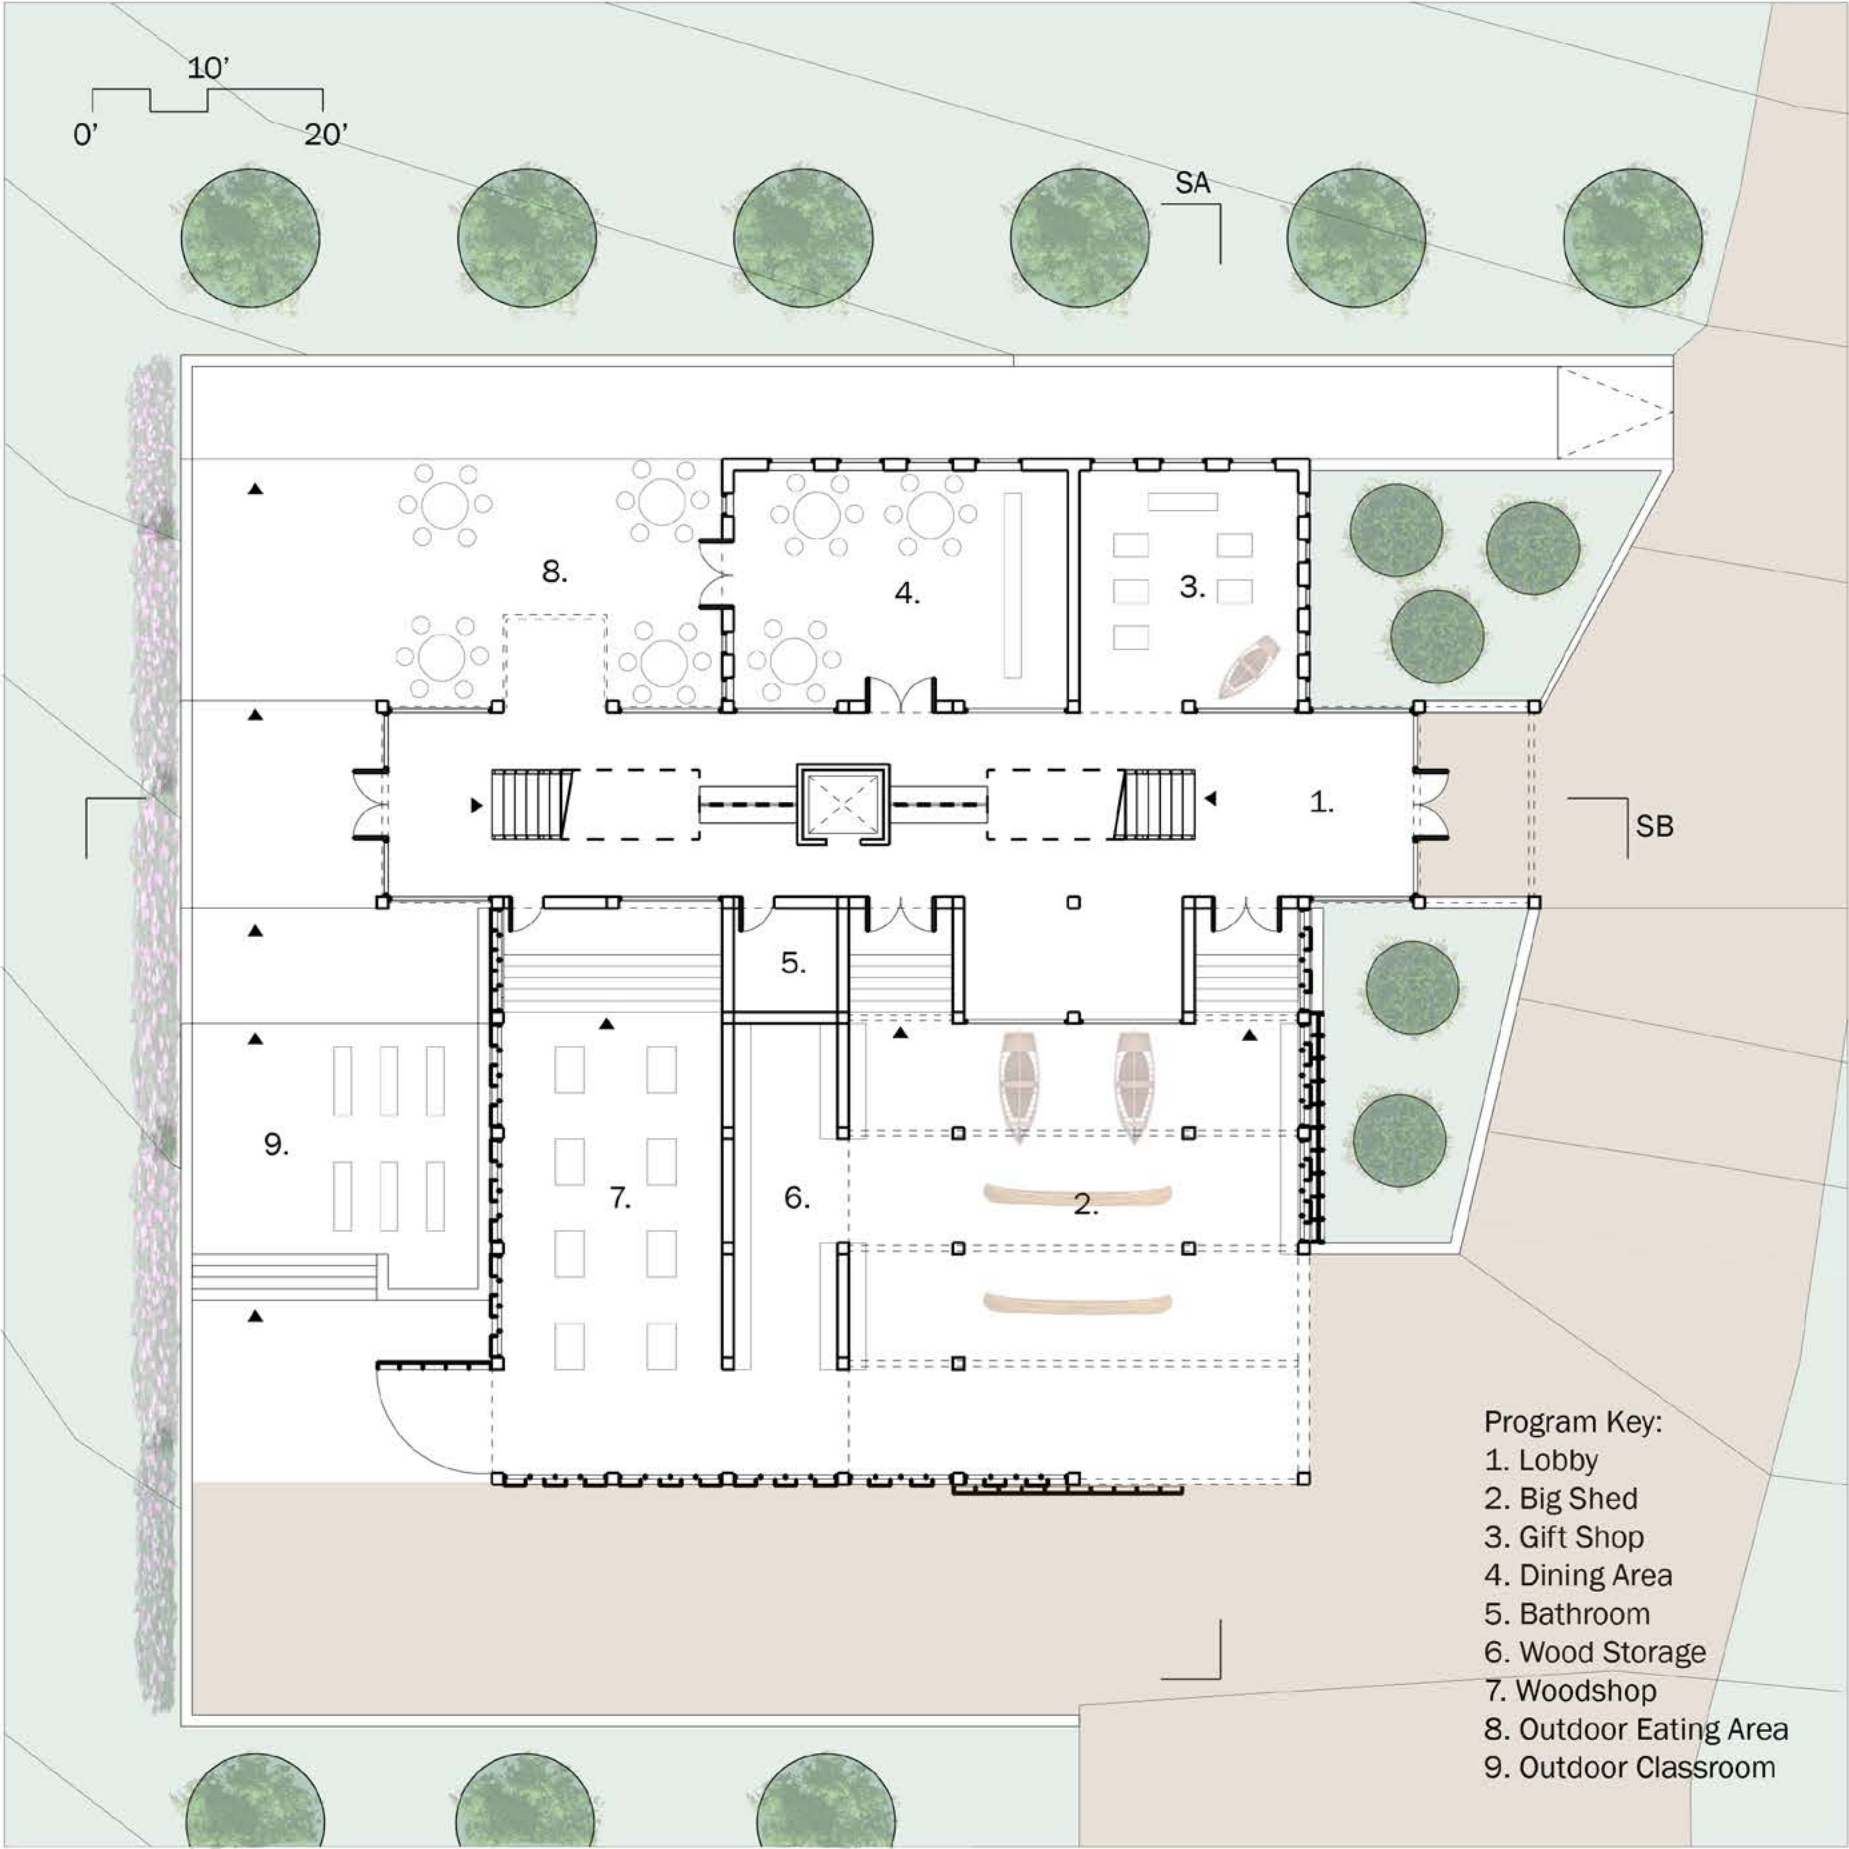 10’
0’
20’
SA
8.
4.
3.
1.
SB
5.
9.
7.
6.
2.
Program Key:
1. Lobby
2. Big Shed
3. Gift Shop
4. Dining Area
5. Bathroom
6. Wood Storage
7. Woodshop
8. Outdoor Eating Area
9. Outdoor Classroom